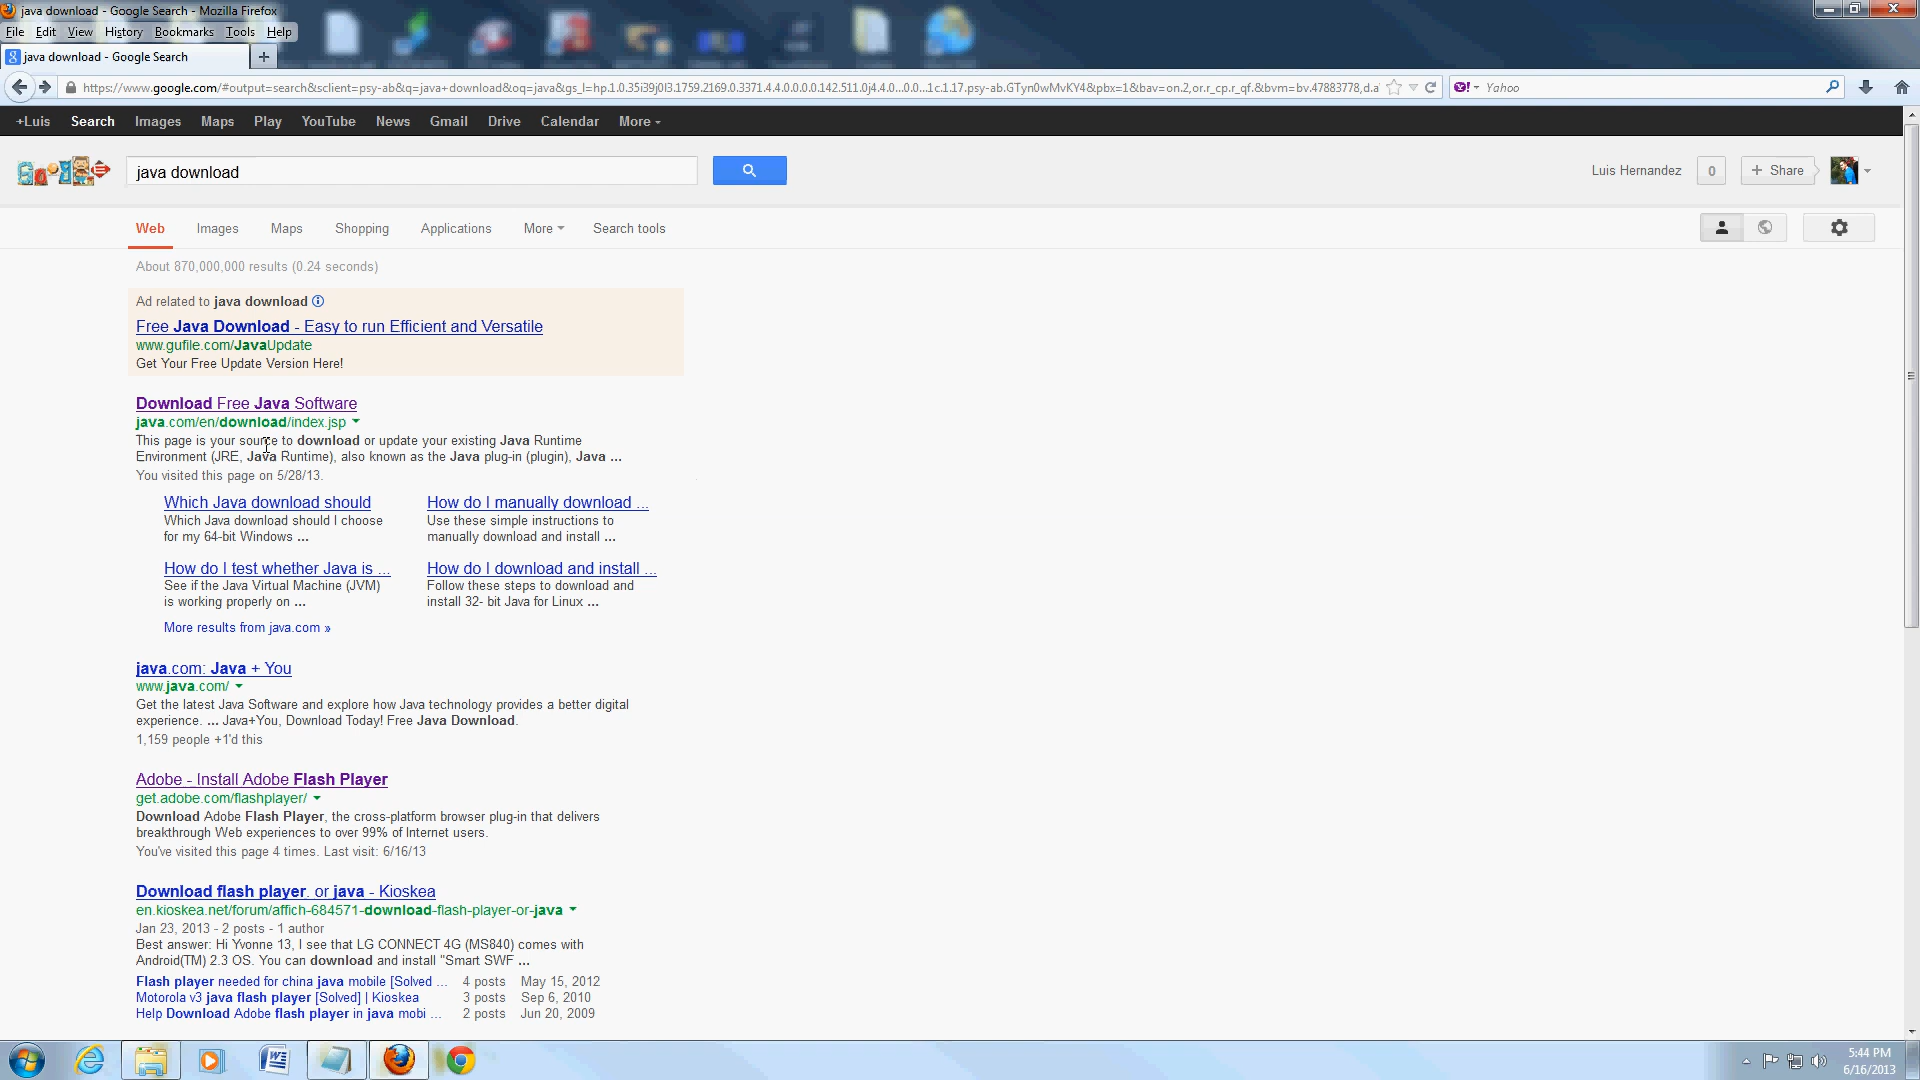 java download - Google Search - Mozilla Firefox
File Edit View History Bookmarks Tools Help
java download - Google Search
https://www.google.com/#output=search&sclient=psy-ab&q=java+download&oq=java&gs_l=hp.1.0.35i39j0l3.1759.2169.0.3371.4.4.0.0.0.0.142.511.0j4.4.0...0.0...1c.1.17.psy-ab.GTyn0wMvKY4&pbx=1&bav=on.2,or.r_cp.r_qf.&bvm=bv.47883778,d.a
Yahoo
+Luis Search Images Maps Play YouTube News Gmail Drive Calendar More
java download
Luis Hernandez 0 + Share
Web Images Maps Shopping Applications More Search tools
About 870,000,000 results (0.24 seconds)
Ad related to java download
Free Java Download - Easy to run Efficient and Versatile
www.gufile.com/JavaUpdate
Get Your Free Update Version Here!
Download Free Java Software
java.com/en/download/index.jsp
This page is your source to download or update your existing Java Runtime
Environment (JRE, Java Runtime), also known as the Java plug-in (plugin), Java ...
You visited this page on 5/28/13.
Which Java download should
Which Java download should I choose
for my 64-bit Windows ...
How do I manually download ...
Use these simple instructions to
manually download and install ...
How do I test whether Java is ...
See if the Java Virtual Machine (JVM)
is working properly on ...
How do I download and install ...
Follow these steps to download and
install 32- bit Java for Linux ...
More results from java.com »
java.com: Java + You
www.java.com/
Get the latest Java Software and explore how Java technology provides a better digital
experience. ... Java+You, Download Today! Free Java Download.
1,159 people +1'd this
Adobe - Install Adobe Flash Player
get.adobe.com/flashplayer/
Download Adobe Flash Player, the cross-platform browser plug-in that delivers
breakthrough Web experiences to over 99% of Internet users.
You've visited this page 4 times. Last visit: 6/16/13
Download flash player. or java - Kioskea
en.kioskea.net/forum/affich-684571-download-flash-player-or-java
Jan 23, 2013 - 2 posts - 1 author
Best answer: Hi Yvonne 13, I see that LG CONNECT 4G (MS840) comes with
Android(TM) 2.3 OS. You can download and install "Smart SWF ...
Flash player needed for china java mobile [Solved ... 4 posts May 15, 2012
Motorola v3 java flash player [Solved] | Kioskea 3 posts Sep 6, 2010
Help Download Adobe flash player in java mobi ... 2 posts Jun 20, 2009
5:44 PM
6/16/2013